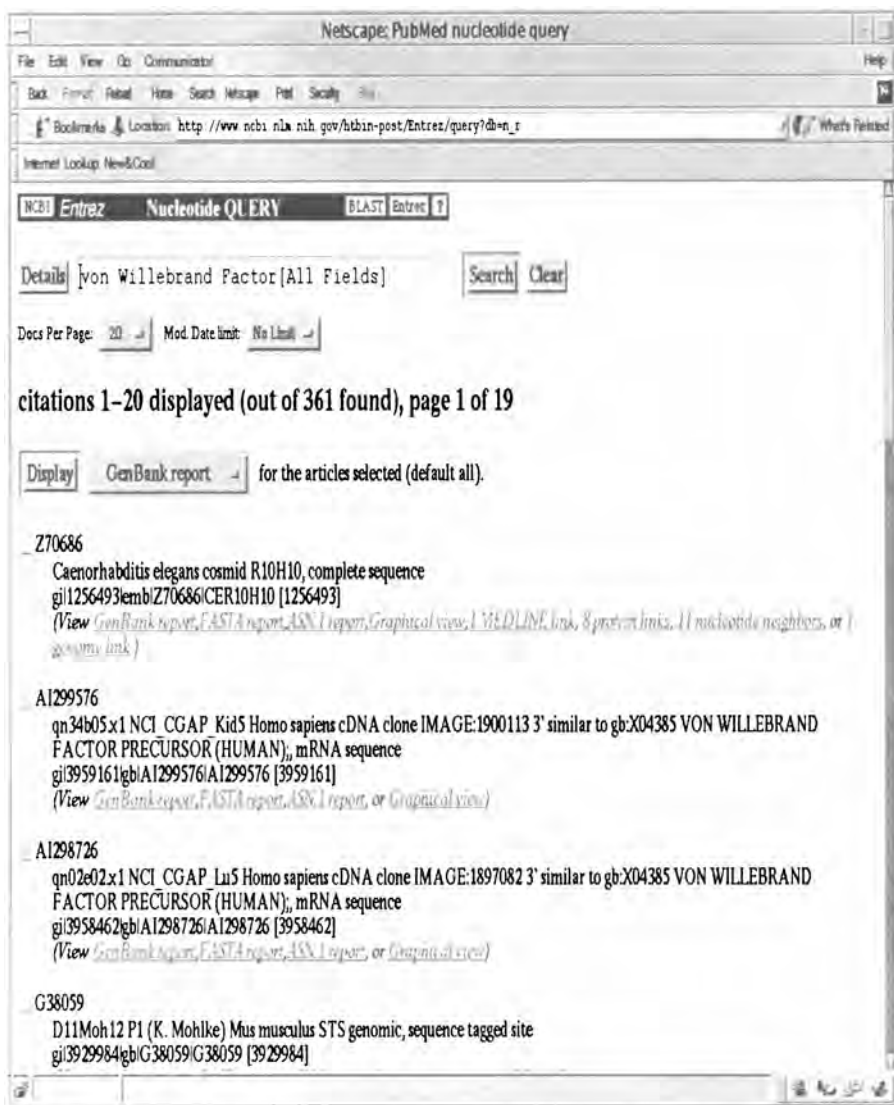 Netscape: PubMed nucleotide query
File Edit View Go Communicator Help
Back Forward Reload Home Search Netscape Print Security
Bookmarks Location: http://www.ncbi.nlm.nih.gov/htbin-post/Entrez/query?db=n_r What's Related
Internet Lookup New&Cool
NCBI Entrez Nucleotide QUERY BLAST Entrez ?
Details von Willebrand Factor[All Fields] Search Clear
Docs Per Page: 20 Mod. Date limit: No Limit
citations 1-20 displayed (out of 361 found), page 1 of 19
Display GenBank report for the articles selected (default all).
Z70686
Caenorhabditis elegans cosmid R10H10, complete sequence
gi|1256493|emb|Z70686|CER10H10 [1256493]
(View GenBank report,FASTA report,ASN.1 report,Graphical view,1 MEDLINE link, 8 protein links, 11 nucleotide neighbors, or 1
genome link )
AI299576
qn34b05.x1 NCI_CGAP_Kid5 Homo sapiens cDNA clone IMAGE:1900113 3' similar to gb:X04385 VON WILLEBRAND
FACTOR PRECURSOR (HUMAN);, mRNA sequence
gi|3959161|gb|AI299576|AI299576 [3959161]
(View GenBank report,FASTA report,ASN.1 report, or Graphical view)
AI298726
qn02e02.x1 NCI_CGAP_Lu5 Homo sapiens cDNA clone IMAGE:1897082 3' similar to gb:X04385 VON WILLEBRAND
FACTOR PRECURSOR (HUMAN);, mRNA sequence
gi|3958462|gb|AI298726|AI298726 [3958462]
(View GenBank report,FASTA report,ASN.1 report, or Graphical view)
G38059
D11Moh12 P1 (K. Mohlke) Mus musculus STS genomic, sequence tagged site
gi|3929984|gb|G38059|G38059 [3929984]